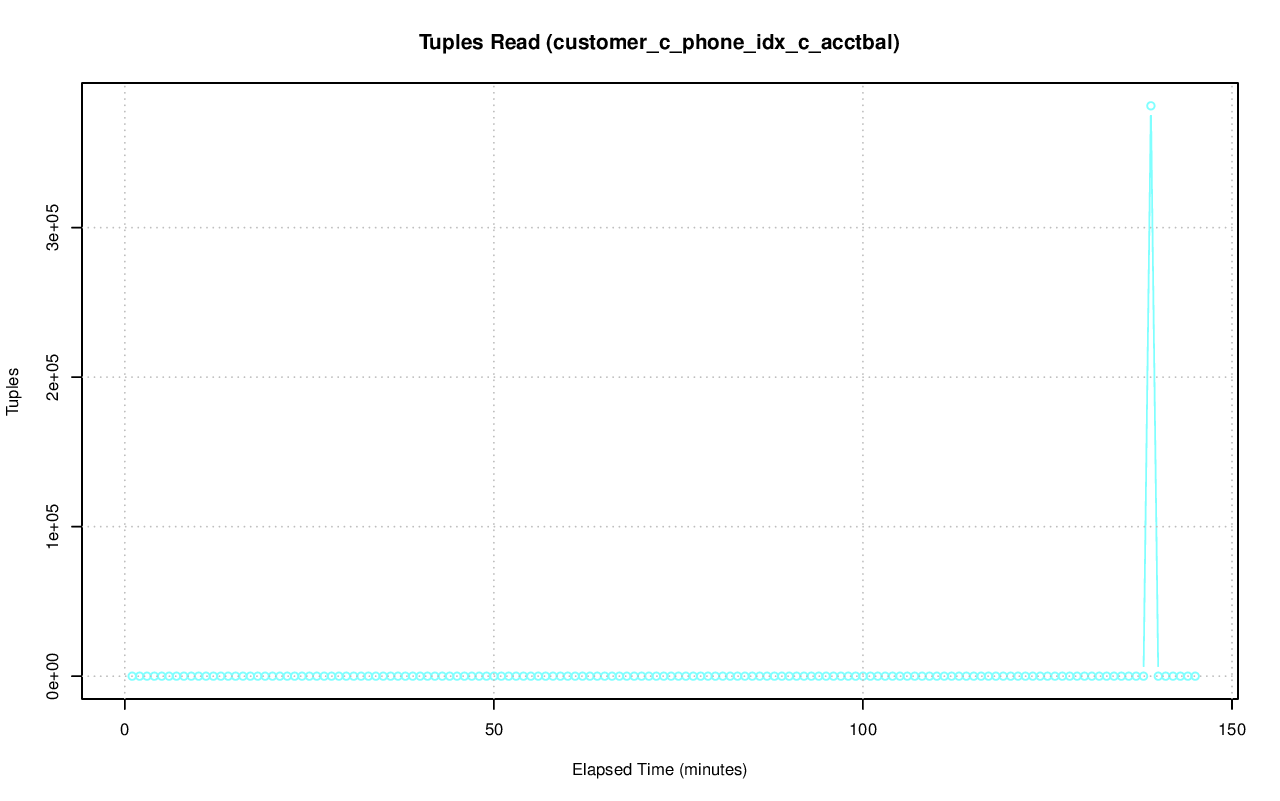 Tuples Read (customer_c_phone_idx_c_acctbal)
Tuples
3e+05
2e+05
1e+05
0e+00
0 50 100 150
Elapsed Time (minutes)